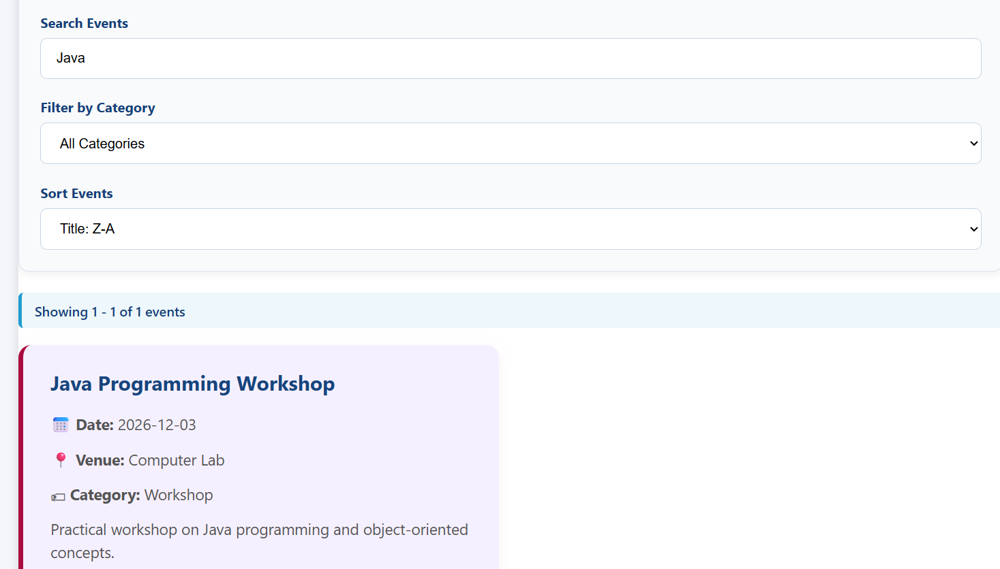 Search Events
Java
Filter by Category
All Categories
Sort Events
Title: Z-A
Showing 1 - 1 of 1 events
Java Programming Workshop
Date: 2026-12-03
Venue: Computer Lab
Category: Workshop
Practical workshop on Java programming and object-oriented
concepts.